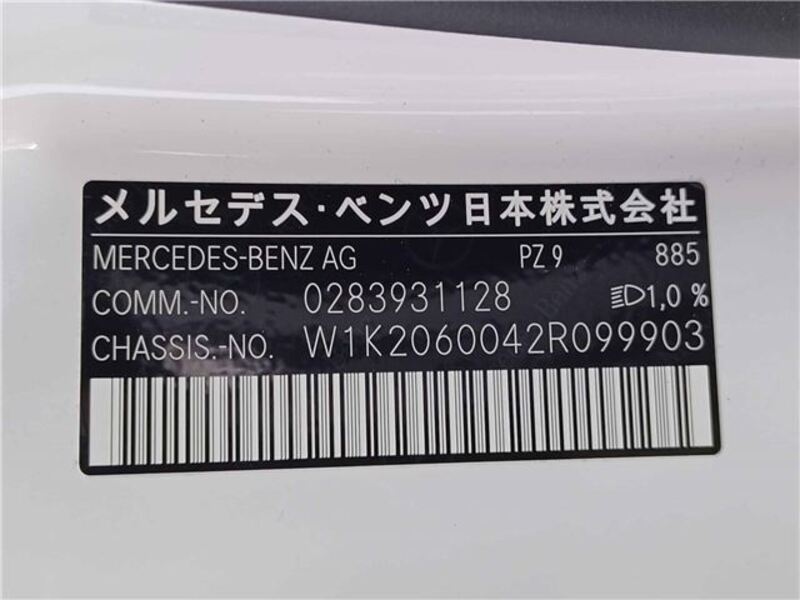 メルセデス・ベンツ日本株式会社
MERCEDES-BENZ AG PZ 9 885
COMM.-NO. 0283931128 1,0 %
CHASSIS.-NO. W1K2060042R099903